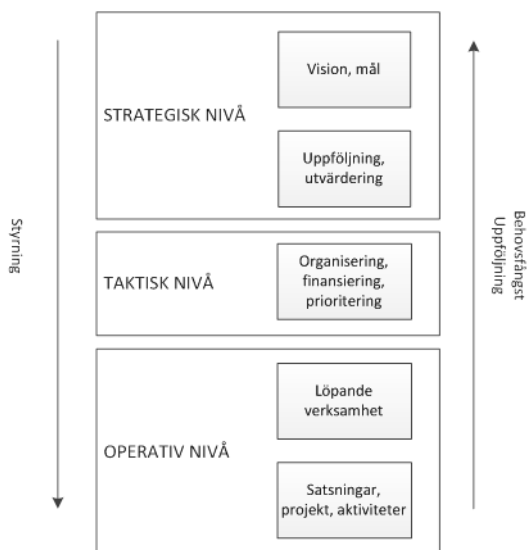 Styrning
STRATEGISK NIVÅ
Vision, mål
Uppföljning,
utvärdering
TAKTISK NIVÅ
Organisering,
finansiering,
prioritering
OPERATIV NIVÅ
Löpande
verksamhet
Satsningar,
projekt, aktiviteter
Behovsfångst
Uppföljning